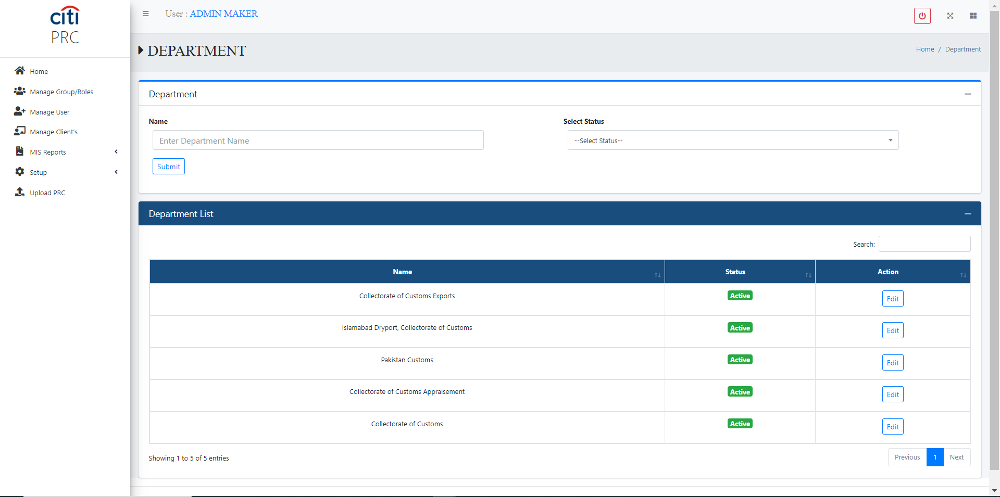 citi
PRC
Home
Manage Group/Roles
Manage User
Manage Client's
MIS Reports
Setup
Upload PRC
User : ADMIN MAKER
DEPARTMENT
Home / Department
Department
Name
Select Status
Enter Department Name
--Select Status--
Submit
Department List
Search:
Name Status Action
Collectorate of Customs Exports Active Edit
Islamabad Dryport, Collectorate of Customs Active Edit
Pakistan Customs Active Edit
Collectorate of Customs Appraisement Active Edit
Collectorate of Customs Active Edit
Showing 1 to 5 of 5 entries
Previous 1 Next